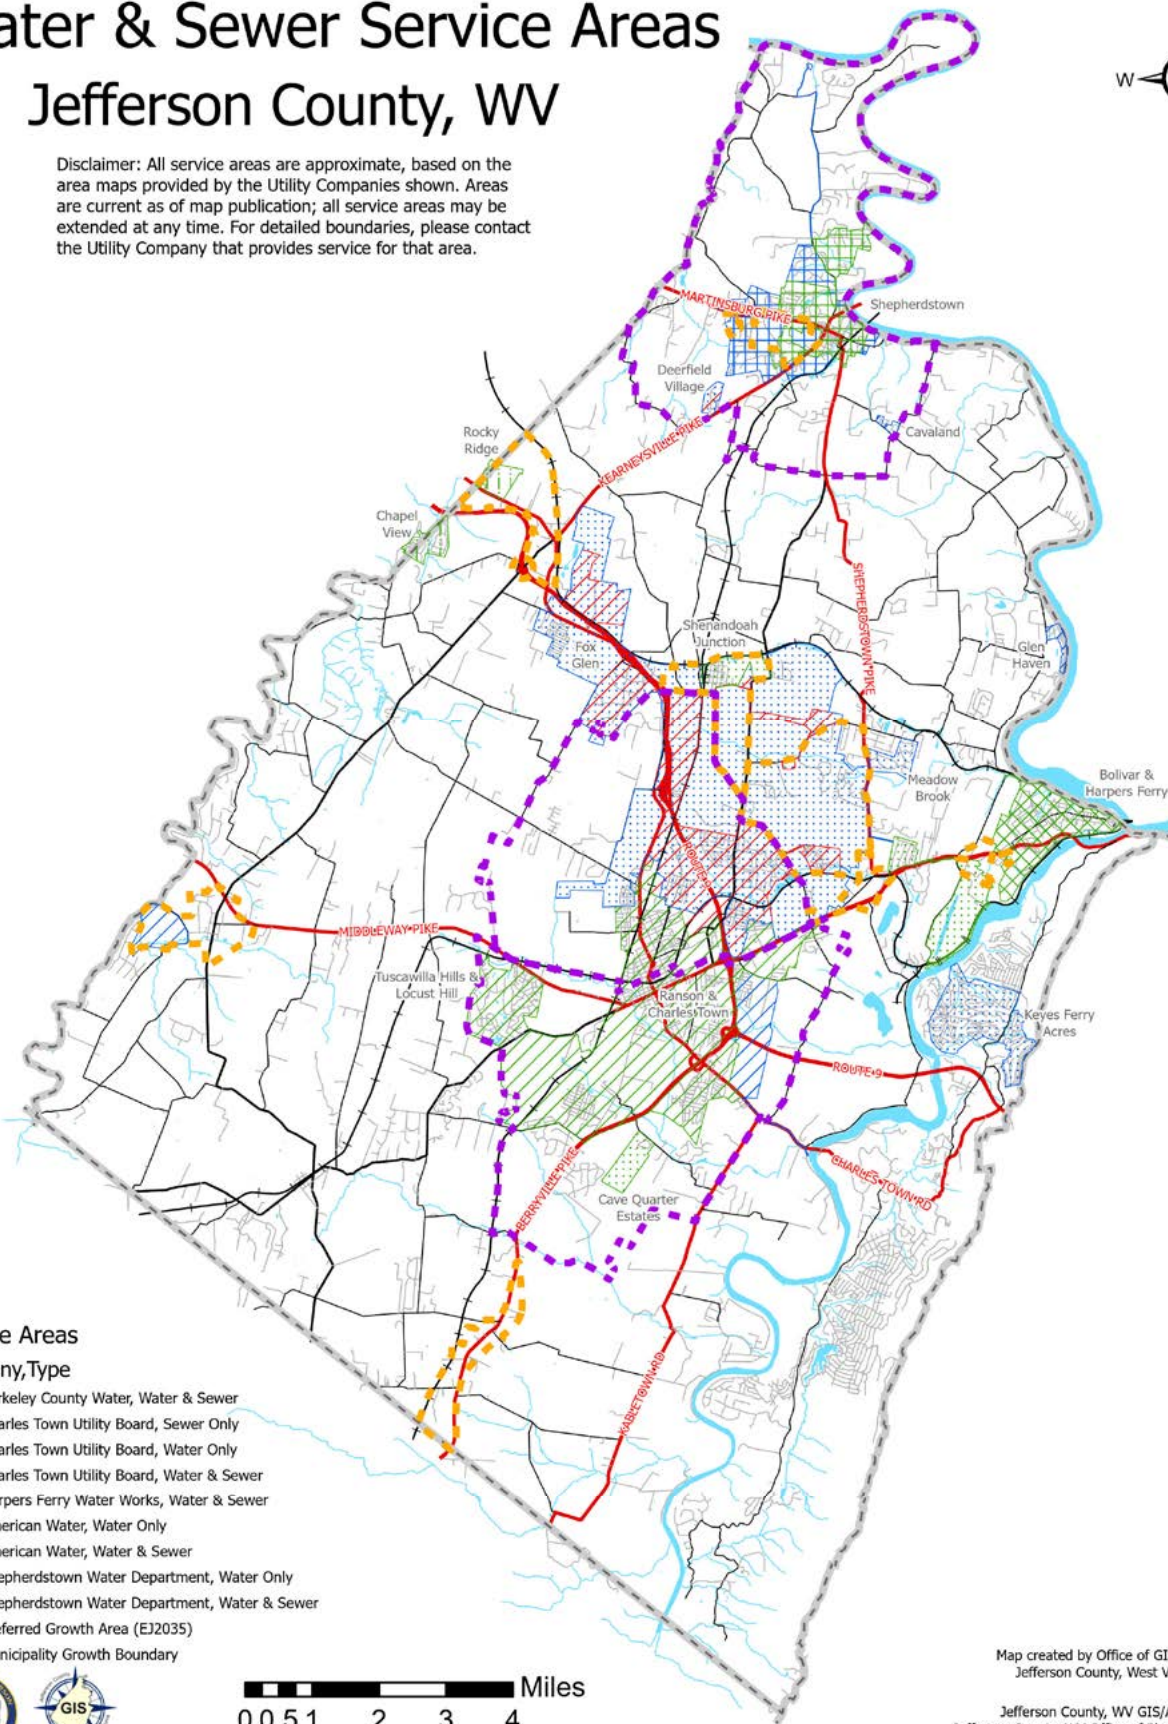 ater & Sewer Service Areas
Jefferson County, WV
Disclaimer: All service areas are approximate, based on the
area maps provided by the Utility Companies shown. Areas
are current as of map publication; all service areas may be
extended at any time. For detailed boundaries, please contact
the Utility Company that provides service for that area.
W
MARTINSBURG PIKE
Shepherdstown
Deerfield
Village
Cavaland
KEARNEYSVILLE PIKE
Rocky
Ridge
Chapel
View
SHEPHERDSTOWN PIKE
Shenandoah
Junction
Fox
Glen
Glen
Haven
Meadow
Brook
Bolivar &
Harpers Ferry
ROUTE 9
MIDDLEWAY PIKE
Tuscawilla Hills &
Locust Hill
Ranson &
Charles Town
Keyes Ferry
Acres
ROUTE 9
CHARLES TOWN RD
BERRYVILLE PIKE
Cave Quarter
Estates
KABLETOWN RD
e Areas
ny,Type
rkeley County Water, Water & Sewer
arles Town Utility Board, Sewer Only
arles Town Utility Board, Water Only
arles Town Utility Board, Water & Sewer
rpers Ferry Water Works, Water & Sewer
erican Water, Water Only
erican Water, Water & Sewer
epherdstown Water Department, Water Only
epherdstown Water Department, Water & Sewer
eferred Growth Area (EJ2035)
nicipality Growth Boundary
GIS
Miles
0 0.5 1 2 3 4
Map created by Office of GI
Jefferson County, West V
Jefferson County, WV GIS/